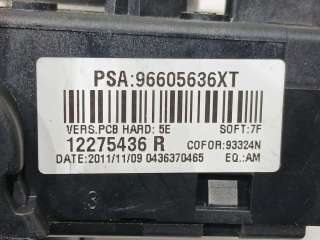 PSA:96605636XT
VERS.PCB HARD: 5E SOFT:7F
12275436 R COFOR:93324N
DATE:2011/11/09 0436370465 EQ.:AM
3